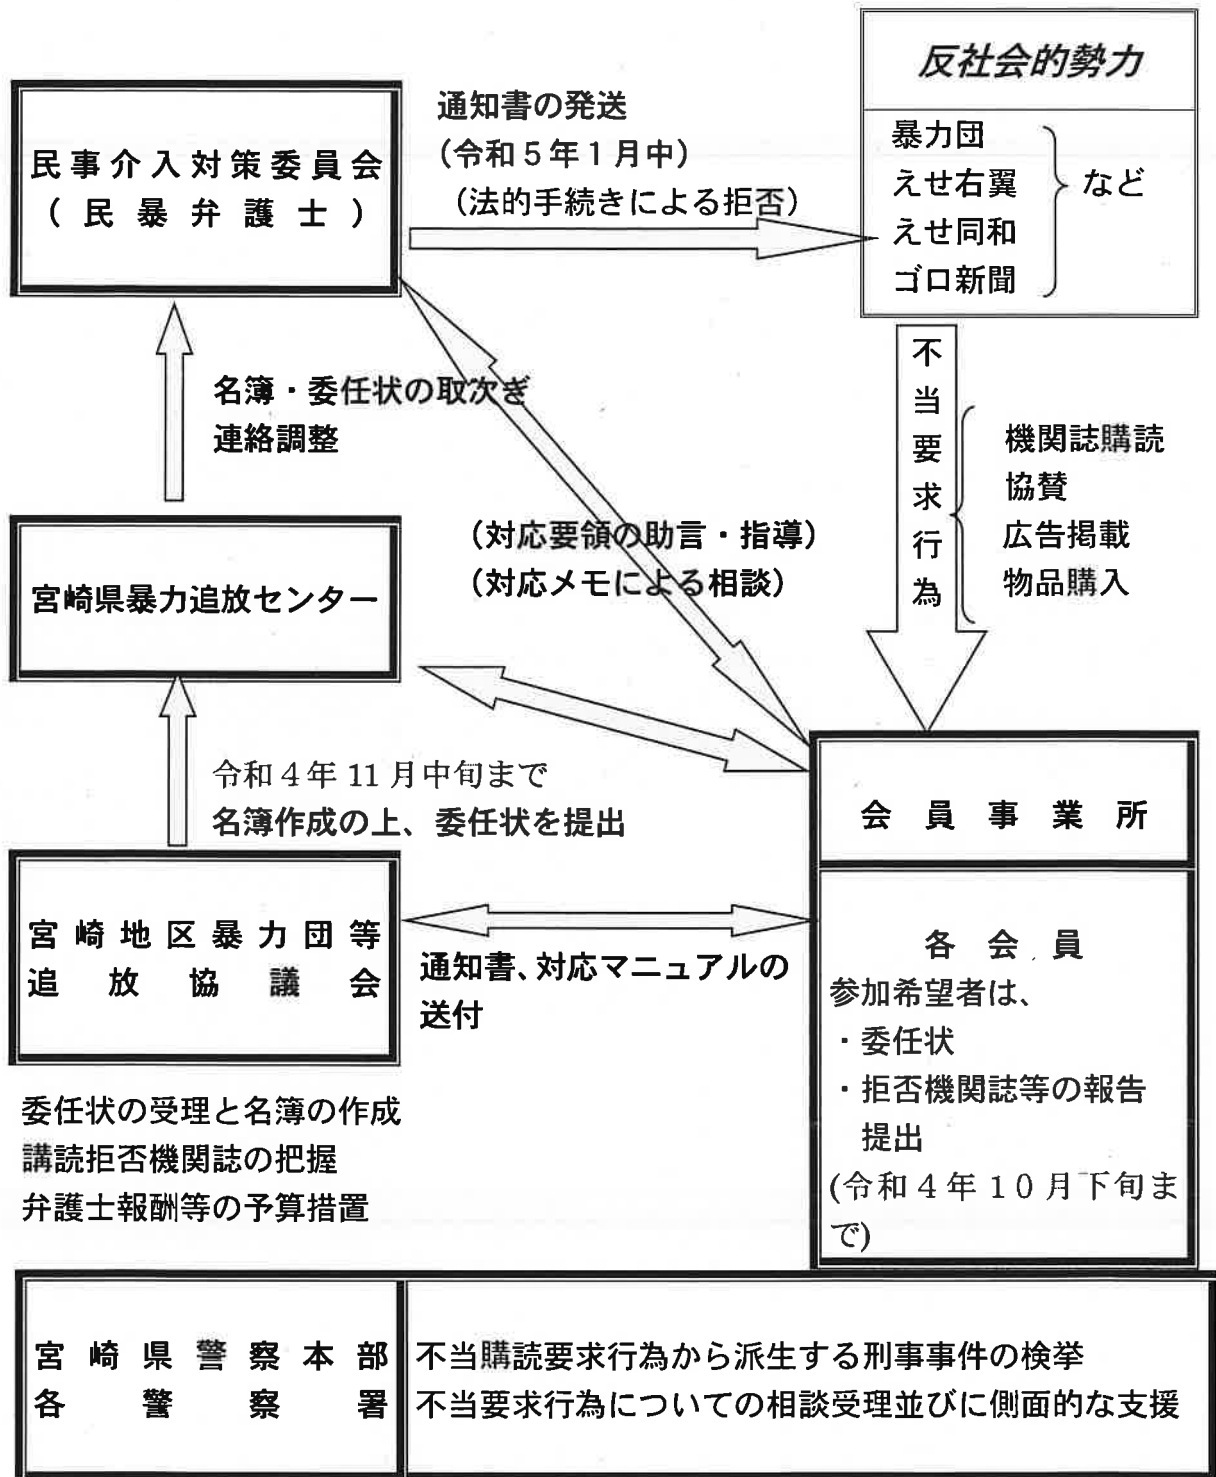 反社会的勢力
暴力団
えせ右翼
えせ同和
ゴロ新聞
など
民事介入対策委員会
（民暴弁護士）
通知書の発送
（令和５年１月中）
（法的手続きによる拒否）
名簿・委任状の取次ぎ
連絡調整
不当要求行為
機関誌購読
協賛
広告掲載
物品購入
（対応要領の助言・指導）
（対応メモによる相談）
宮崎県暴力追放センター
令和４年 11 月中旬まで
名簿作成の上、委任状を提出
宮崎地区暴力団等
追放協議会
通知書、対応マニュアルの
送付
会員事業所
各会員
参加希望者は、
・委任状
・拒否機関誌等の報告
提出
(令和４年１０月下旬ま
で)
委任状の受理と名簿の作成
講読拒否機関誌の把握
弁護士報酬等の予算措置
宮崎県警察本部
各警察署
不当購読要求行為から派生する刑事事件の検挙
不当要求行為についての相談受理並びに側面的な支援